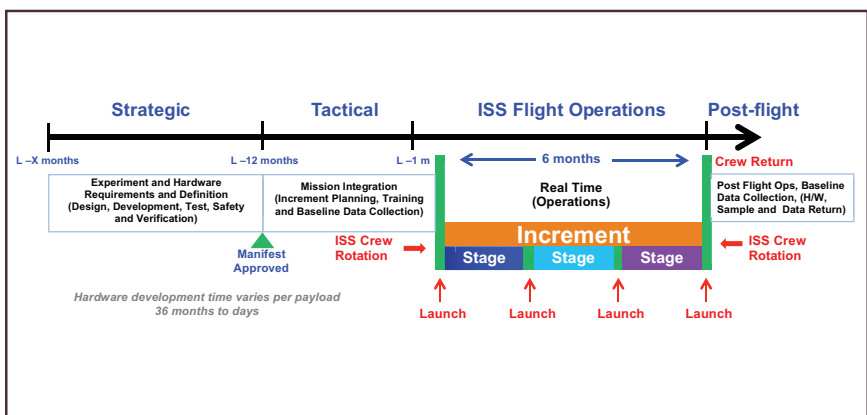 Strategic
Tactical
ISS Flight Operations
Post-flight
L –X months
L –12 months
L –1 m
6 months
Crew Return
Experiment and Hardware
Requirements and Definition
(Design, Development, Test, Safety
and Verification)
Mission Integration
(Increment Planning, Training
and Baseline Data Collection)
Real Time
(Operations)
Post Flight Ops, Baseline
Data Collection, (H/W,
Sample and Data Return)
Increment
ISS Crew
Rotation
ISS Crew
Rotation
Manifest
Approved
Stage
Stage
Stage
Hardware development time varies per payload
36 months to days
Launch
Launch
Launch
Launch